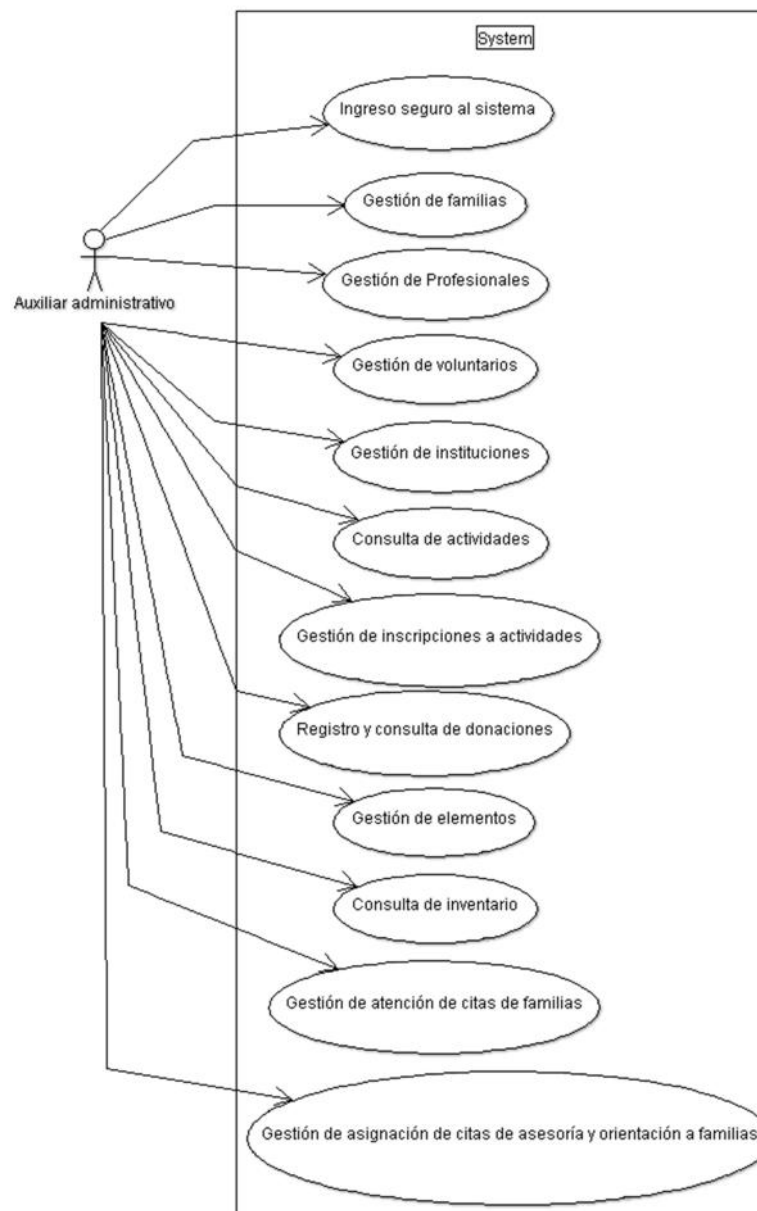 System
Ingreso seguro al sistema
Gestión de familias
Gestión de Profesionales
Auxiliar administrativo
Gestión de voluntarios
Gestión de instituciones
Consulta de actividades
Gestión de inscripciones a actividades
Registro y consulta de donaciones
Gestión de elementos
Consulta de inventario
Gestión de atención de citas de familias
Gestión de asignación de citas de asesoría y orientación a familias